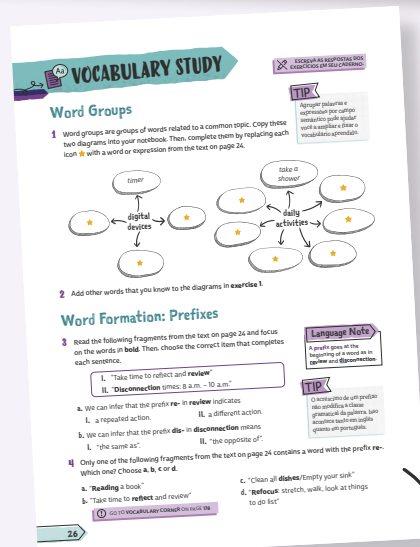 Aa
VOCABULARY STUDY
ESCREVA AS RESPOSTAS DOS
EXERCÍCIOS EM SEU CADERNO.
Word Groups
1 Word groups are groups of words related to a common topic. Copy these
two diagrams into your notebook. Then, complete them by replacing each
icon ★ with a word or expression from the text on page 24.
TIP
Agrupar palavras e
expressões por campo
semântico pode ajudar
você a ampliar e fixar o
vocabulário aprendido.
timer
digital
devices
take a
shower
daily
activities
2 Add other words that you know to the diagrams in exercise 1.
Word Formation: Prefixes
3 Read the following fragments from the text on page 24 and focus
on the words in bold. Then, choose the correct item that completes
each sentence.
I. "Take time to reflect and review"
II. "Disconnection times: 8 a.m. – 10 a.m."
a. We can infer that the prefix re- in review indicates
I. a repeated action.
II. a different action.
b. We can infer that the prefix dis- in disconnection means
I. "the same as".
II. "the opposite of".
Language Note
A prefix goes at the
beginning of a word as in
review and disconnection.
TIP
O acréscimo de um prefixo
não modifica a classe
gramatical da palavra. Isso
acontece tanto em inglês
quanto em português.
4 Only one of the following fragments from the text on page 24 contains a word with the prefix re-.
Which one? Choose a, b, c or d.
a. "Reading a book"
b. "Take time to reflect and review"
c. "Clean all dishes/Empty your sink"
d. "Refocus: stretch, walk, look at things
to do list"
GO TO VOCABULARY CORNER ON PAGE 178
26